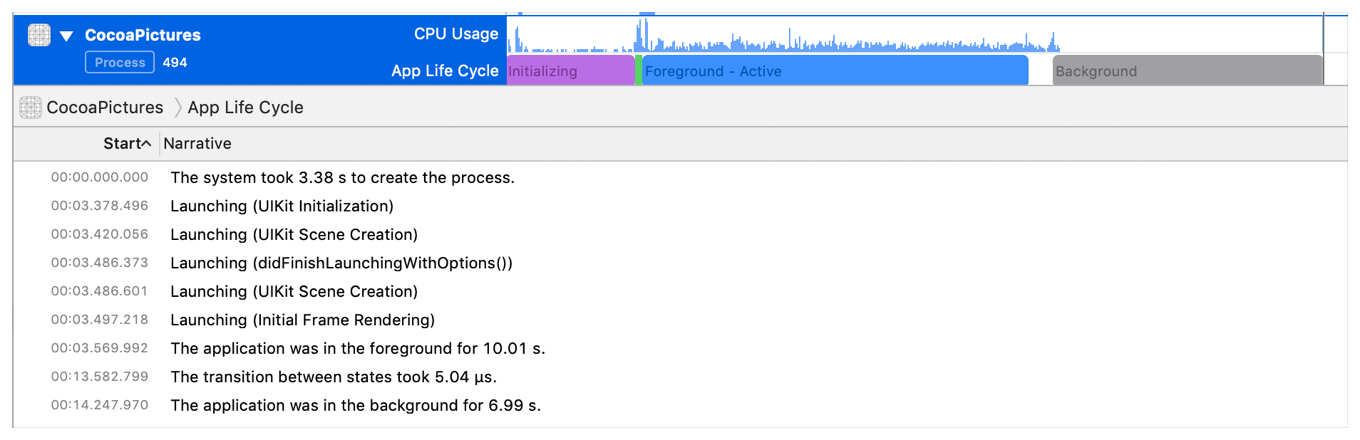 CocoaPictures CPU Usage
Process 494
App Life Cycle Initializing Foreground - Active Background
CocoaPictures App Life Cycle
Start Narrative
00:00.000.000 The system took 3.38 s to create the process.
00:03.378.496 Launching (UIKit Initialization)
00:03.420.056 Launching (UIKit Scene Creation)
00:03.486.373 Launching (didFinishLaunchingWithOptions())
00:03.486.601 Launching (UIKit Scene Creation)
00:03.497.218 Launching (Initial Frame Rendering)
00:03.569.992 The application was in the foreground for 10.01 s.
00:13.582.799 The transition between states took 5.04 µs.
00:14.247.970 The application was in the background for 6.99 s.